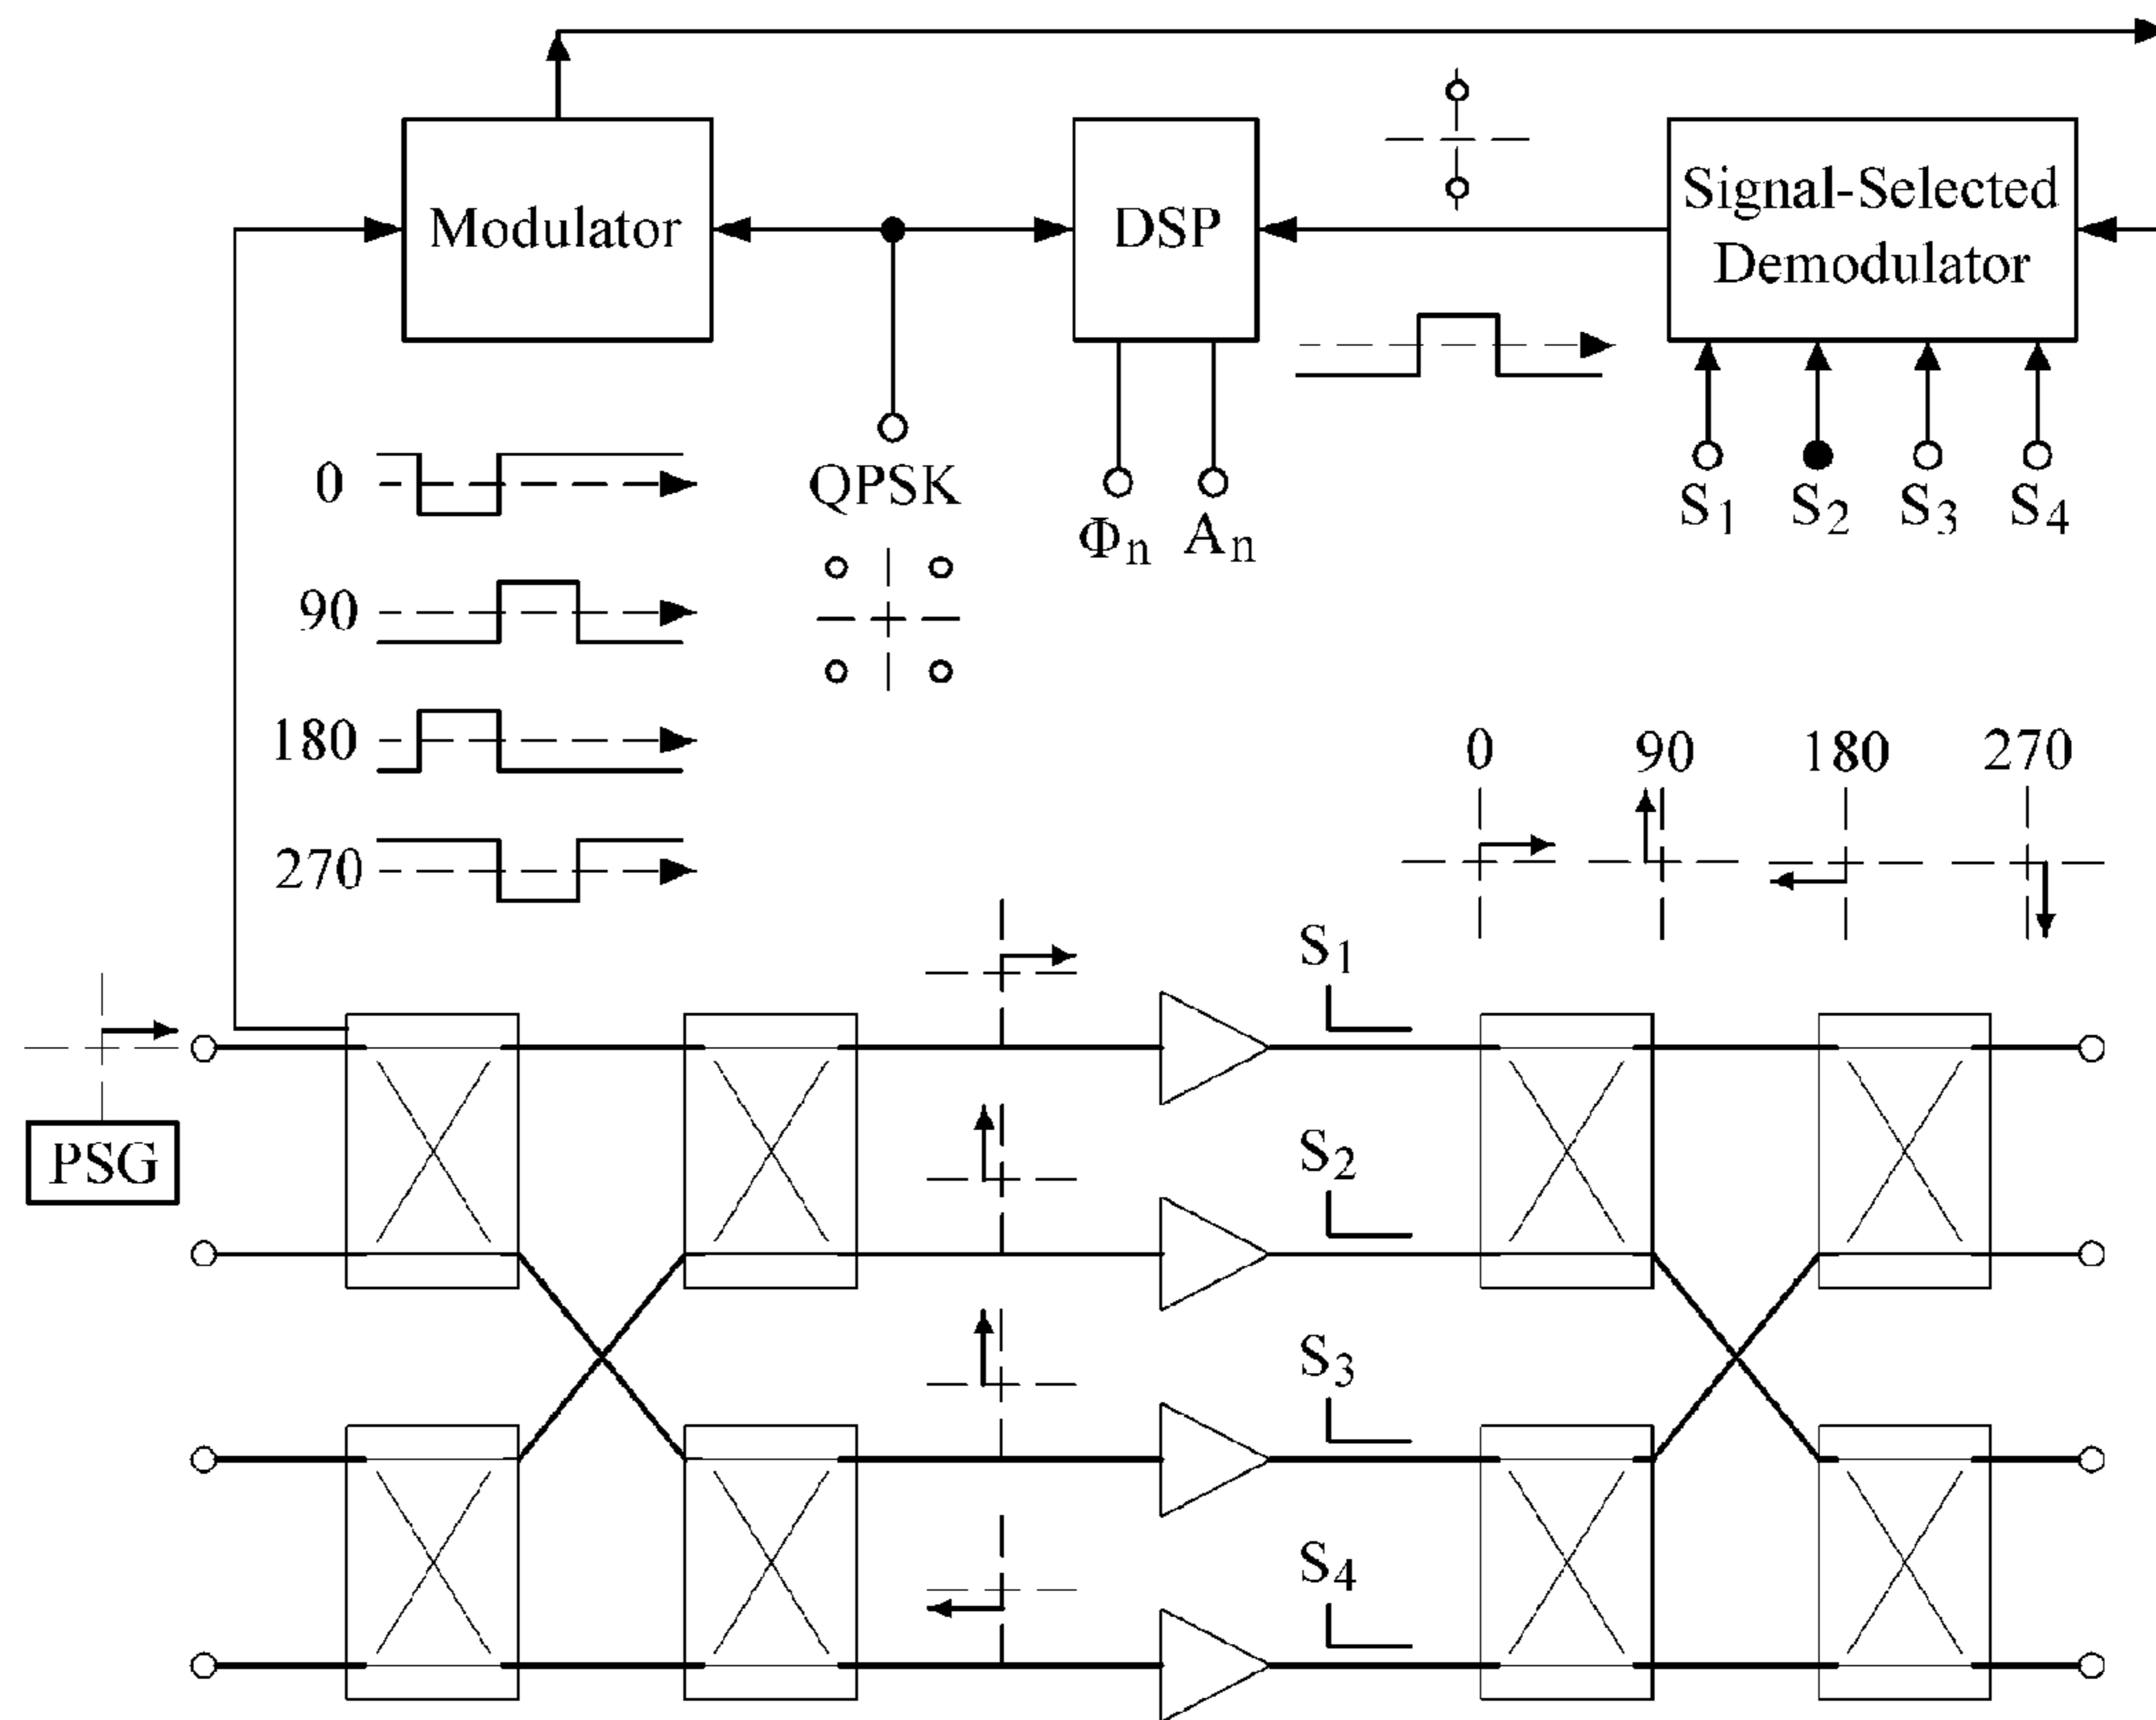 Modulator
DSP
Signal-Selected
Demodulator
0
90
180
270
QPSK
Φn
An
S1
S2
S3
S4
0
90
180
270
PSG
S1
S2
S3
S4